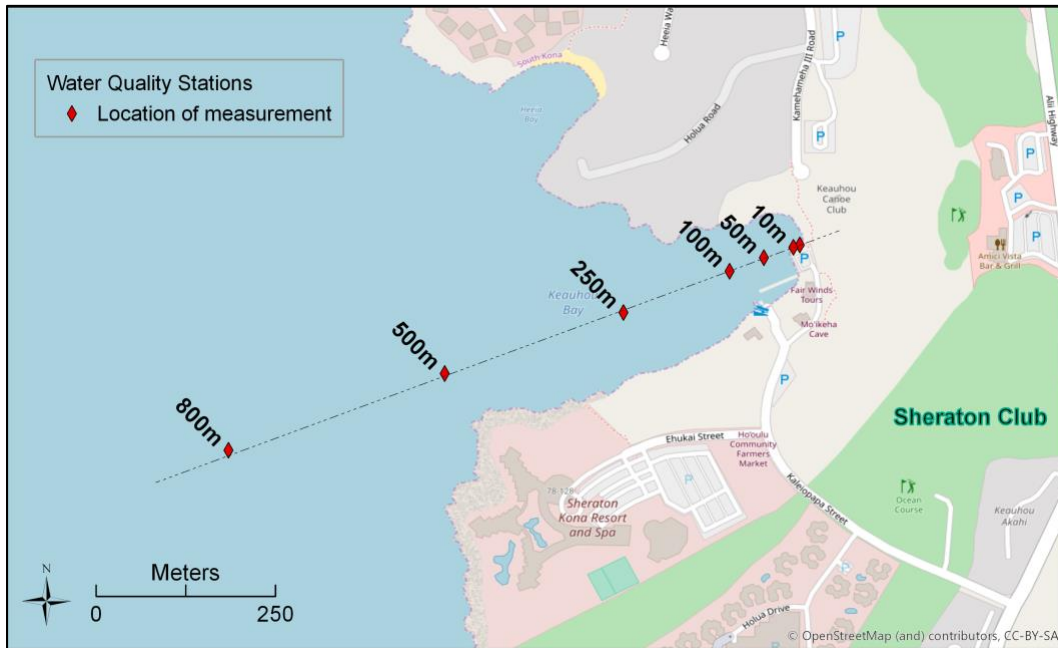 Water Quality Stations
Location of measurement
South Kona
Heeia Wa
Kamehameha III Road
P
Alii Highway
Heeia
Bay
Holua Road
P
P
P
P
Keauhou
Canoe
Club
10m
50m
100m
P
Amici Vista
Bar & Grill
250m
Keauhou
Bay
Fair Winds
Tours
Mo'ikeha
Cave
500m
P
Sheraton Club
800m
Ehukai Street
Ho'oulu
Community
Farmers
Market
P
Kaleiopapa Street
Ocean
Course
Keauhou
Akahi
Sheraton
Kona Resort
and Spa
N
Meters
0
250
Holua Drive
P
© OpenStreetMap (and) contributors, CC-BY-SA